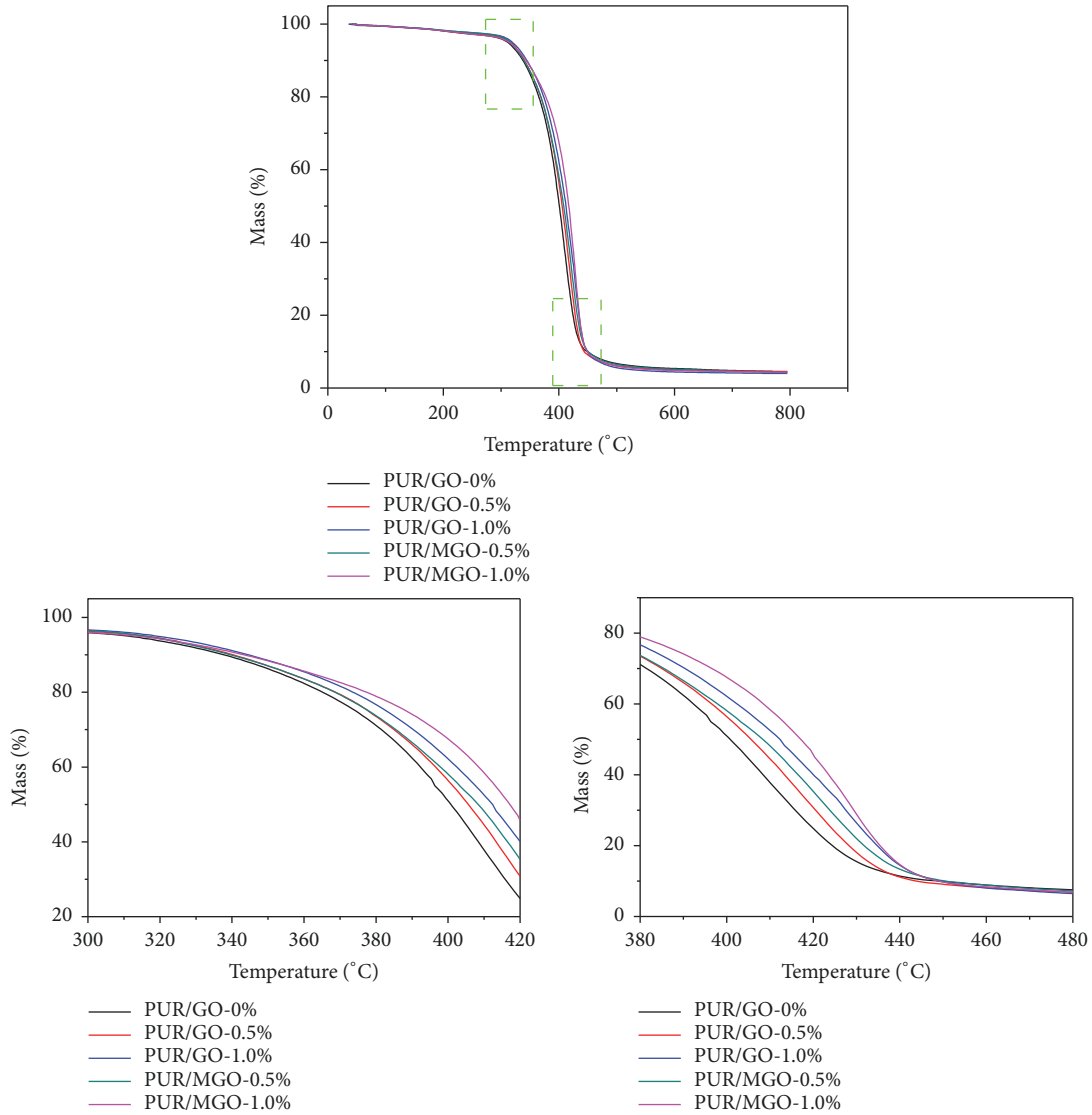 100
80
60
40
20
0
Mass (%)
0 200 400 600 800
Temperature (˚C)
PUR/GO-0%
PUR/GO-0.5%
PUR/GO-1.0%
PUR/MGO-0.5%
PUR/MGO-1.0%
100
80
60
40
20
Mass (%)
300 320 340 360 380 400 420
Temperature (˚C)
PUR/GO-0%
PUR/GO-0.5%
PUR/GO-1.0%
PUR/MGO-0.5%
PUR/MGO-1.0%
80
60
40
20
0
Mass (%)
380 400 420 440 460 480
Temperature (˚C)
PUR/GO-0%
PUR/GO-0.5%
PUR/GO-1.0%
PUR/MGO-0.5%
PUR/MGO-1.0%